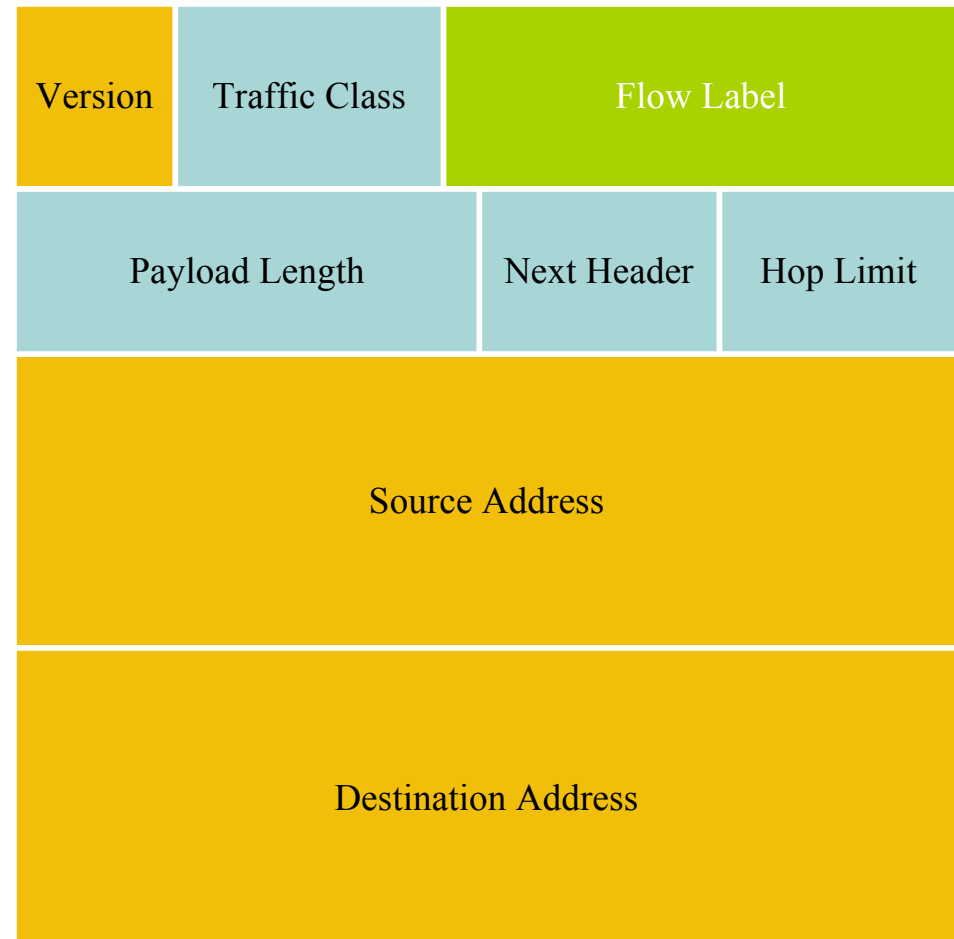 Version
Traffic Class
Flow Label
Payload Length
Next Header
Hop Limit
Source Address
Destination Address